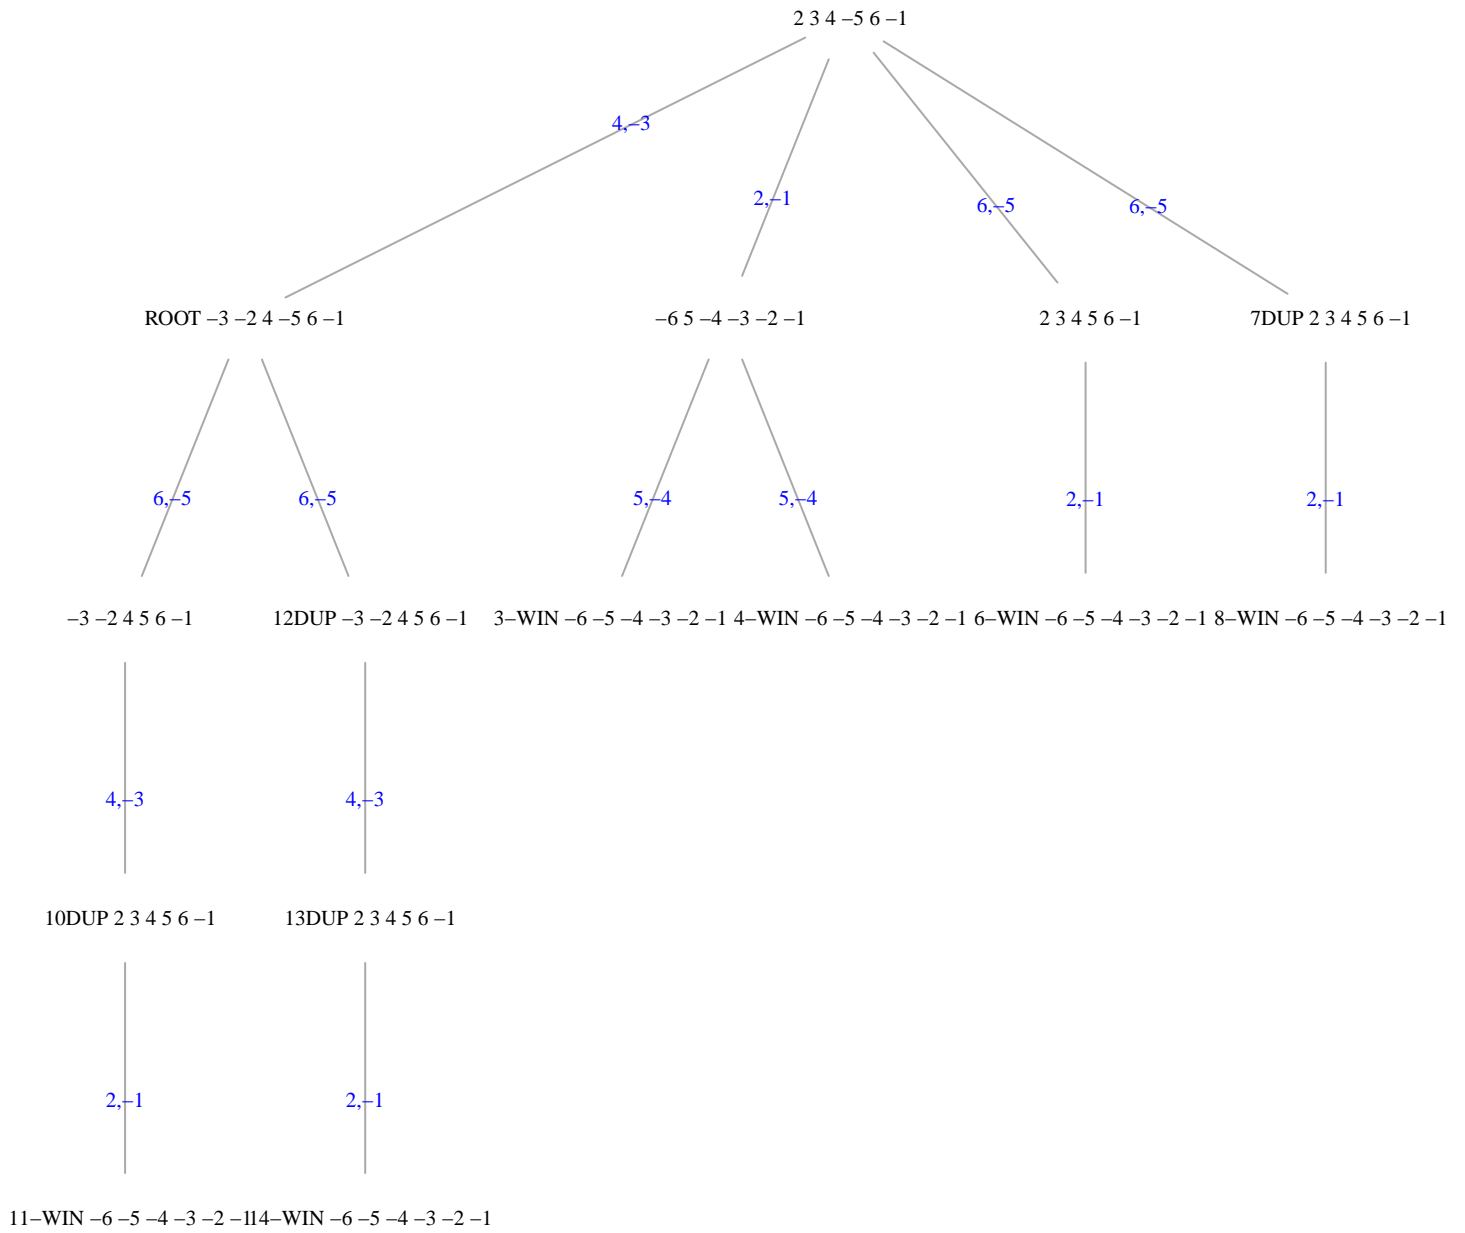 2 3 4 –5 6 –1
4,–3
2,–1
6,–5
6,–5
ROOT –3 –2 4 –5 6 –1
–6 5 –4 –3 –2 –1
2 3 4 5 6 –1
7DUP 2 3 4 5 6 –1
6,–5
6,–5
5,–4
5,–4
2,–1
2,–1
–3 –2 4 5 6 –1
12DUP –3 –2 4 5 6 –1
3–WIN –6 –5 –4 –3 –2 –1
4–WIN –6 –5 –4 –3 –2 –1
6–WIN –6 –5 –4 –3 –2 –1
8–WIN –6 –5 –4 –3 –2 –1
4,–3
4,–3
10DUP 2 3 4 5 6 –1
13DUP 2 3 4 5 6 –1
2,–1
2,–1
11–WIN –6 –5 –4 –3 –2 –1
14–WIN –6 –5 –4 –3 –2 –1